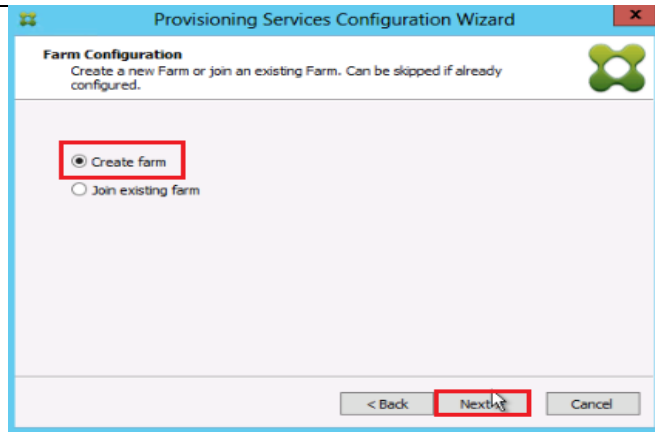 Provisioning Services Configuration Wizard
x
Farm Configuration
Create a new Farm or join an existing Farm. Can be skipped if already
configured.
Create farm
Join existing farm
< Back
Next >
Cancel